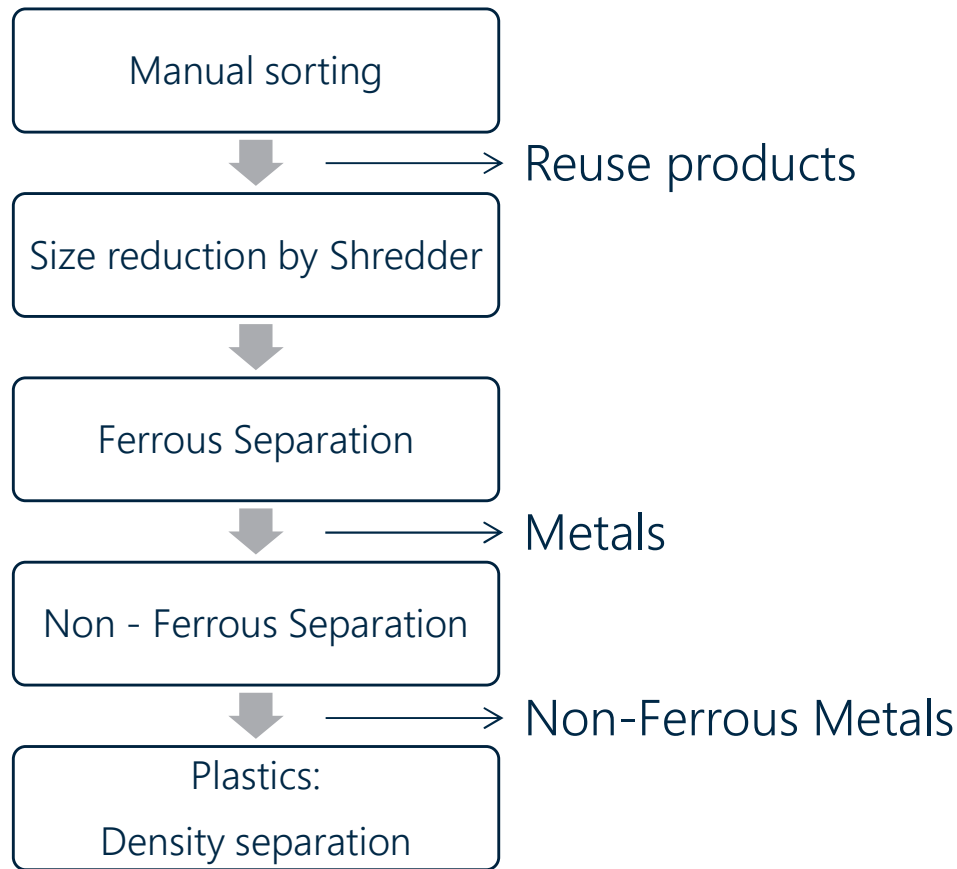 Manual sorting
Reuse products
Size reduction by Shredder
Ferrous Separation
Metals
Non - Ferrous Separation
Non-Ferrous Metals
Plastics:
Density separation